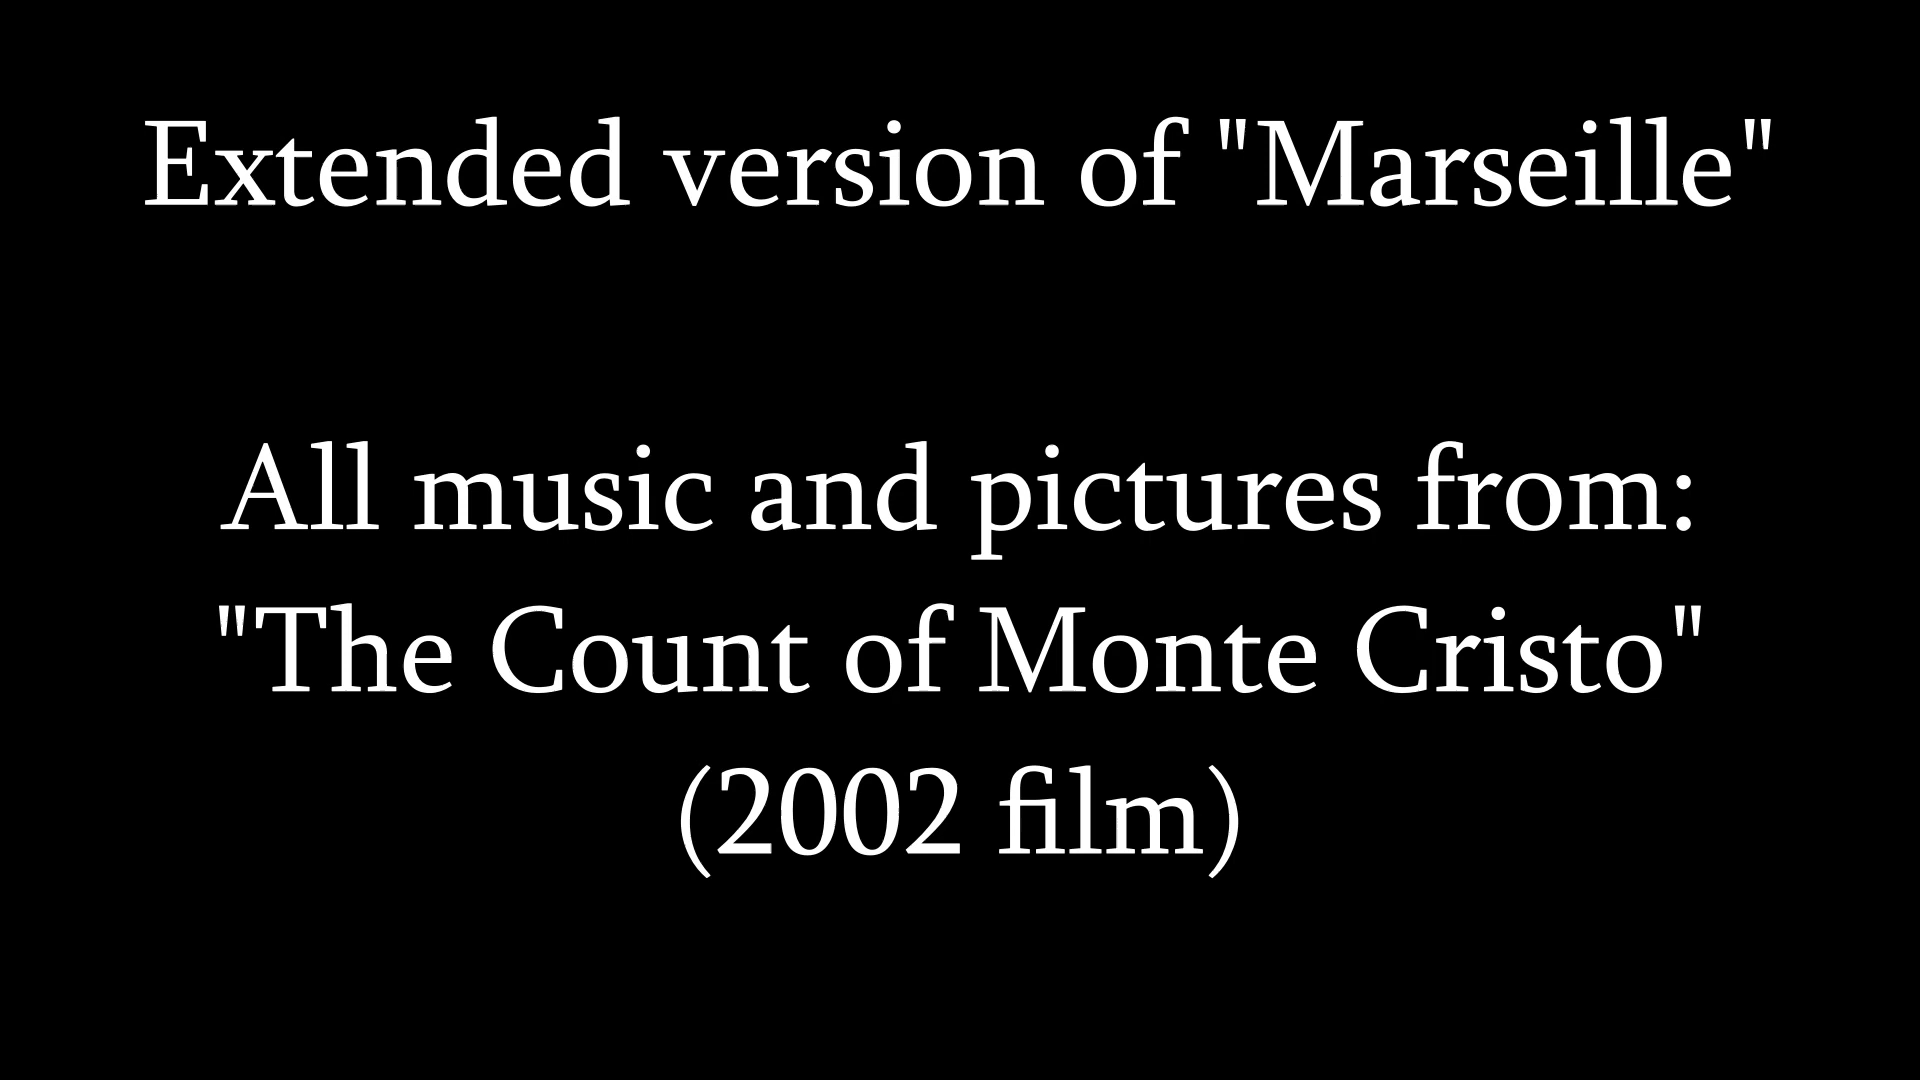 Extended version of "Marseille"
All music and pictures from:
"The Count of Monte Cristo"
(2002 film)